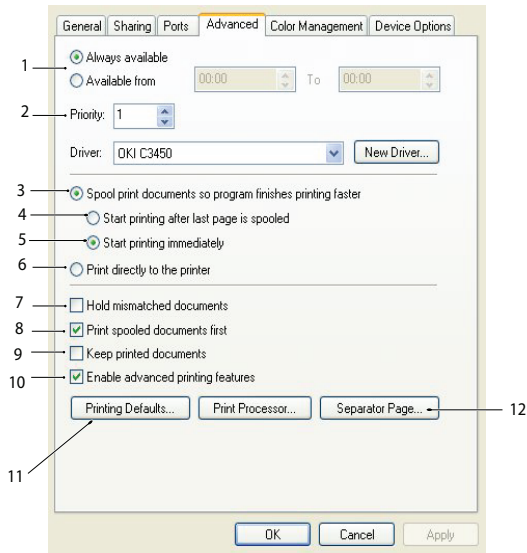 General Sharing Ports Advanced Color Management Device Options
1 Always available
Available from 00:00 To 00:00
2 Priority: 1
Driver: OKI C3450 New Driver...
3 Spool print documents so program finishes printing faster
4 Start printing after last page is spooled
5 Start printing immediately
6 Print directly to the printer
7 Hold mismatched documents
8 Print spooled documents first
9 Keep printed documents
10 Enable advanced printing features
Printing Defaults... Print Processor... Separator Page... 12
11
OK Cancel Apply